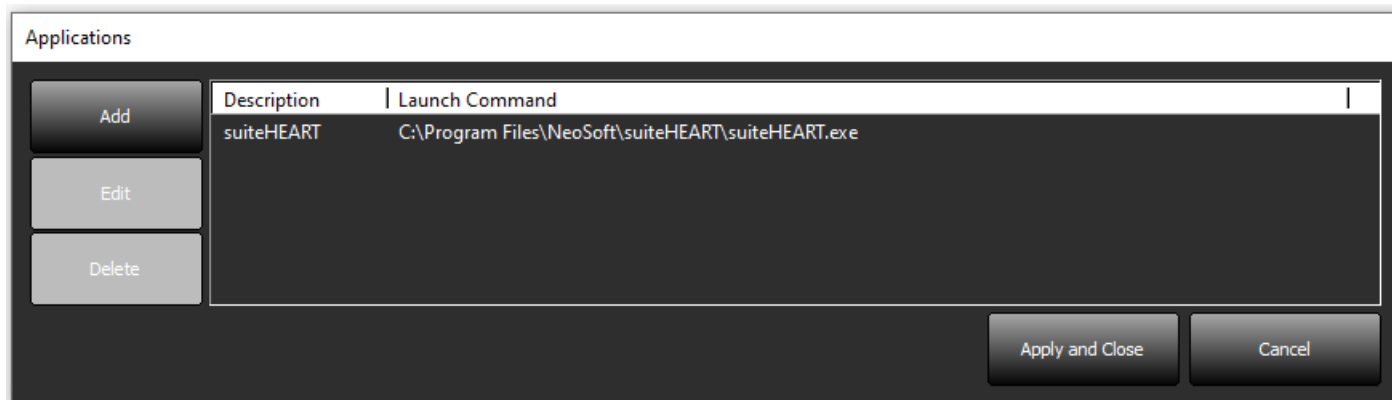 Applications
Add
Description Launch Command
suiteHEART C:\Program Files\NeoSoft\suiteHEART\suiteHEART.exe
Edit
Delete
Apply and Close Cancel